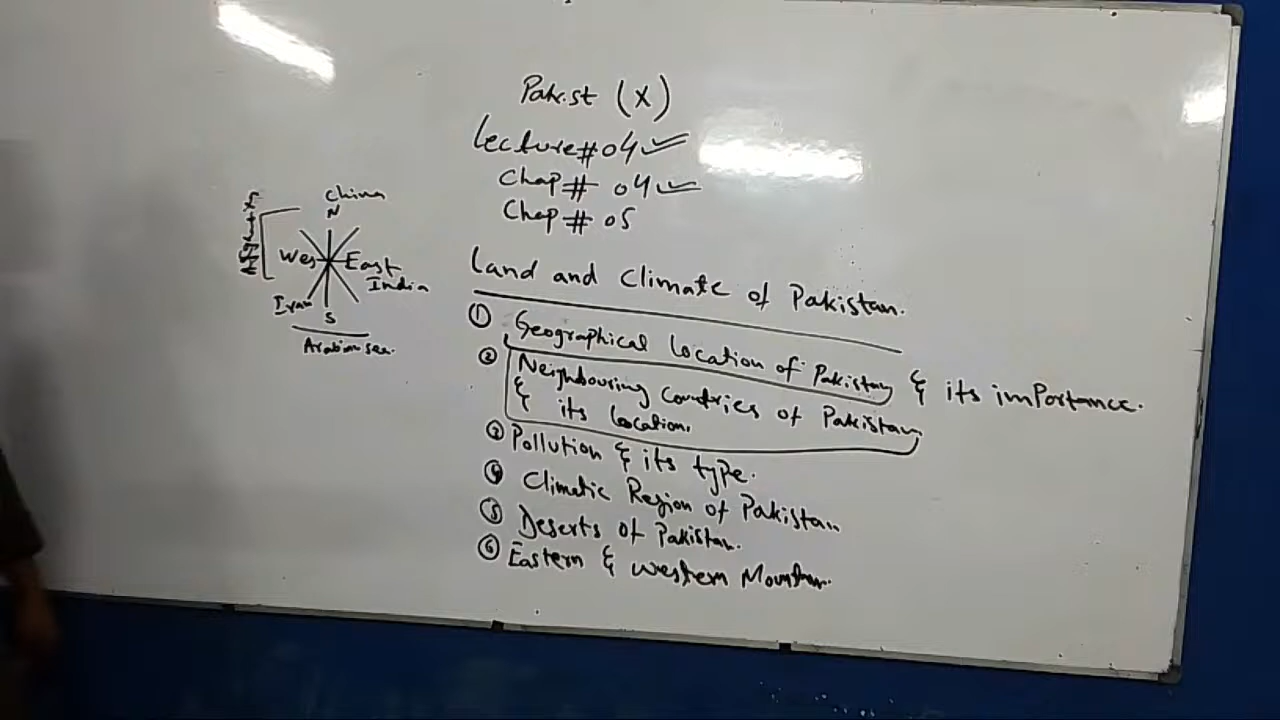 Pak.st (X)
Lecture#04
Chap# 04
Chap# 05
China
N
Wes East
India
Iran
S
Arabian sea.
Land and Climate of Pakistan.
① Geographical Location of Pakistan & its importance.
② Neighbouring Countries of Pakistan
& its Location.
③ Pollution & its type.
④ Climatic Region of Pakistan
⑤ Deserts of Pakistan.
⑥ Eastern & Western Mountain.